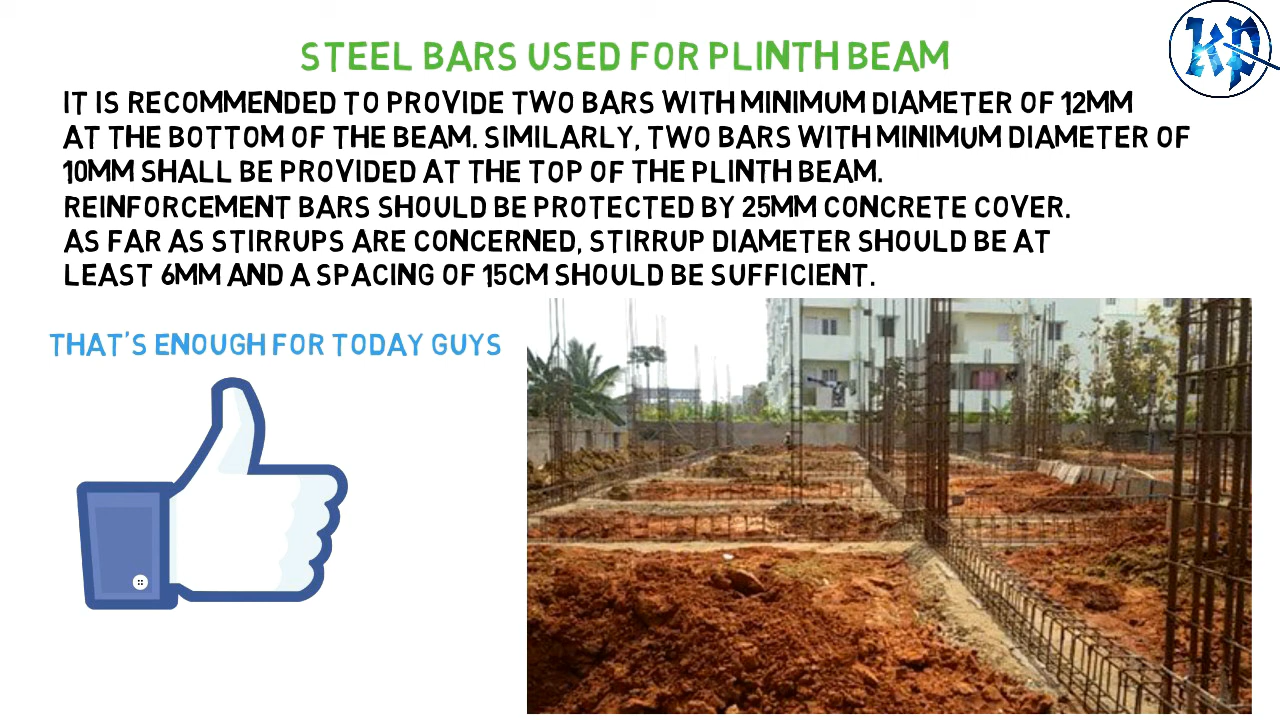 KP
STEEL BARS USED FOR PLINTH BEAM
IT IS RECOMMENDED TO PROVIDE TWO BARS WITH MINIMUM DIAMETER OF 12MM
AT THE BOTTOM OF THE BEAM. SIMILARLY, TWO BARS WITH MINIMUM DIAMETER OF
10MM SHALL BE PROVIDED AT THE TOP OF THE PLINTH BEAM.
REINFORCEMENT BARS SHOULD BE PROTECTED BY 25MM CONCRETE COVER.
AS FAR AS STIRRUPS ARE CONCERNED, STIRRUP DIAMETER SHOULD BE AT
LEAST 6MM AND A SPACING OF 15CM SHOULD BE SUFFICIENT.
THAT'S ENOUGH FOR TODAY GUYS